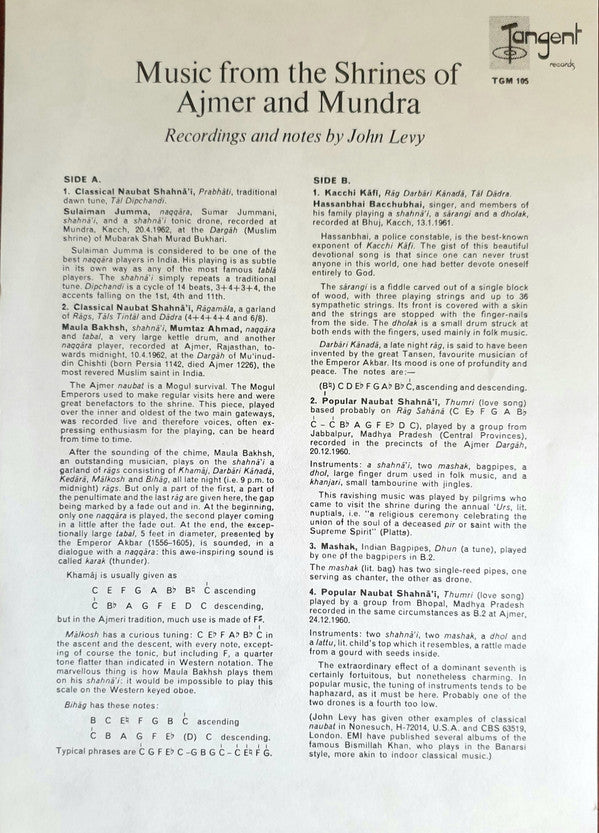 Tangent
records
TGM 105
Music from the Shrines of
Ajmer and Mundra
Recordings and notes by John Levy
SIDE A.
1. Classical Naubat Shahnā'i, Prabhāti, traditional
dawn tune, Tāl Dipchandi.
Sulaiman Jumma, naqqāra, Sumar Jummani,
shahnā'i, and a shahnā'i tonic drone, recorded at
Mundra, Kacch, 20.4.1962, at the Dargāh (Muslim
shrine) of Mubarak Shah Murad Bukhari.
Sulaiman Jumma is considered to be one of the
best naqqāra players in India. His playing is as subtle
in its own way as any of the most famous tablā
players. The shahnā'i simply repeats a traditional
tune. Dipchandi is a cycle of 14 beats, 3+4+3+4, the
accents falling on the 1st, 4th and 11th.
2. Classical Naubat Shahnā'i, Rāgamāla, a garland
of Rāgs, Tāls Tintāl and Dādra (4+4+4+4 and 6/8).
Maula Bakhsh, shahnā'i, Mumtaz Ahmad, naqqāra
and tabal, a very large kettle drum, and another
naqqāra player, recorded at Ajmer, Rajasthan, to-
wards midnight, 10.4.1962, at the Dargāh of Mu'inud-
din Chishti (born Persia 1142, died Ajmer 1226), the
most revered Muslim saint in India.
The Ajmer naubat is a Mogul survival. The Mogul
Emperors used to make regular visits here and were
great benefactors to the shrine. This piece, played
over the inner and oldest of the two main gateways,
was recorded live and therefore voices, often ex-
pressing enthusiasm for the playing, can be heard
from time to time.
After the sounding of the chime, Maula Bakhsh,
an outstanding musician, plays on the shahnā'i a
garland of rāgs consisting of Khamāj, Darbāri Kānadā,
Kedārā, Mālkosh and Bihāg, all late night (i.e. 9 p.m. to
midnight) rāgs. But only a part of the first, a part of
the penultimate and the last rāg are given here, the gap
being marked by a fade out and in. At the beginning,
only one naqqāra is played, the second player coming
in a little after the fade out. At the end, the excep-
tionally large tabal, 5 feet in diameter, presented by
the Emperor Akbar (1556-1605), is sounded, in a
dialogue with a naqqāra: this awe-inspiring sound is
called karak (thunder).
Khamāj is usually given as
C E F G A B♭ B♮ C ascending
C B♭ A G F E D C descending,
but in the Ajmeri tradition, much use is made of F♯.
Mālkosh has a curious tuning: C E♭ F A♭ B♭ C in
the ascent and the descent, with every note, except-
ing of course the tonic, but including F, a quarter
tone flatter than indicated in Western notation. The
marvellous thing is how Maula Bakhsh plays them
on his shahnā'i: it would be impossible to play this
scale on the Western keyed oboe.
Bihāg has these notes:
B C E♮ F G B C ascending
C B A G F E♭ (D) C descending.
Typical phrases are C G F E♭ C – G B G C – C E♮ F G.
SIDE B.
1. Kacchi Kāfi, Rāg Darbāri Kānadā, Tāl Dādra.
Hassanbhai Bacchubhai, singer, and members of
his family playing a shahnā'i, a sārangi and a dholak,
recorded at Bhuj, Kacch, 13.1.1961.
Hassanbhai, a police constable, is the best-known
exponent of Kacchi Kāfi. The gist of this beautiful
devotional song is that since one can never trust
anyone in this world, one had better devote oneself
entirely to God.
The sārangi is a fiddle carved out of a single block
of wood, with three playing strings and up to 36
sympathetic strings. Its front is covered with a skin
and the strings are stopped with the finger-nails
from the side. The dholak is a small drum struck at
both ends with the fingers, used mainly in folk music.
Darbāri Kānadā, a late night rāg, is said to have been
invented by the great Tansen, favourite musician of
the Emperor Akbar. Its mood is one of profundity and
peace. The notes are:—
(B♮) C D E♭ F G A♭ B♭ C, ascending and descending.
2. Popular Naubat Shahnā'i, Thumri (love song)
based probably on Rāg Sahānā (C E♭ F G A B♭
C – C B♭ A G F E♭ D C), played by a group from
Jabbalpur, Madhya Pradesh (Central Provinces),
recorded in the precincts of the Ajmer Dargāh,
20.12.1960.
Instruments: a shahnā'i, two mashak, bagpipes, a
dhol, large finger drum used in folk music, and a
khanjari, small tambourine with jingles.
This ravishing music was played by pilgrims who
came to visit the shrine during the annual 'Urs, lit.
nuptials, i.e. "a religious ceremony celebrating the
union of the soul of a deceased pir or saint with the
Supreme Spirit" (Platts).
3. Mashak, Indian Bagpipes, Dhun (a tune), played
by one of the bagpipers in B.2.
The mashak (lit. bag) has two single-reed pipes, one
serving as chanter, the other as drone.
4. Popular Naubat Shahnā'i, Thumri (love song)
played by a group from Bhopal, Madhya Pradesh
recorded in the same circumstances as B.2 at Ajmer,
24.12.1960.
Instruments: two shahnā'i, two mashak, a dhol and
a lattu, lit. child's top which it resembles, a rattle made
from a gourd with seeds inside.
The extraordinary effect of a dominant seventh is
certainly fortuitous, but nonetheless charming. In
popular music, the tuning of instruments tends to be
haphazard, as it must be here. Probably one of the
two drones is a fourth too low.
(John Levy has given other examples of classical
naubat in Nonesuch, H-72014, U.S.A. and CBS 63519,
London. EMI have published several albums of the
famous Bismillah Khan, who plays in the Banarsi
style, more akin to indoor classical music.)